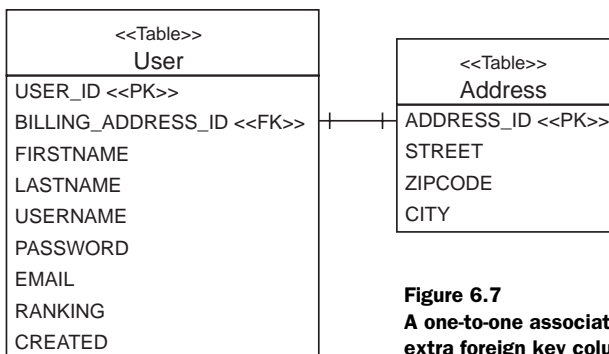 <<Table>>
User
USER_ID <<PK>>
BILLING_ADDRESS_ID <<FK>>
FIRSTNAME
LASTNAME
USERNAME
PASSWORD
EMAIL
RANKING
CREATED
<<Table>>
Address
ADDRESS_ID <<PK>>
STREET
ZIPCODE
CITY
Figure 6.7
A one-to-one associat
extra foreign key colu